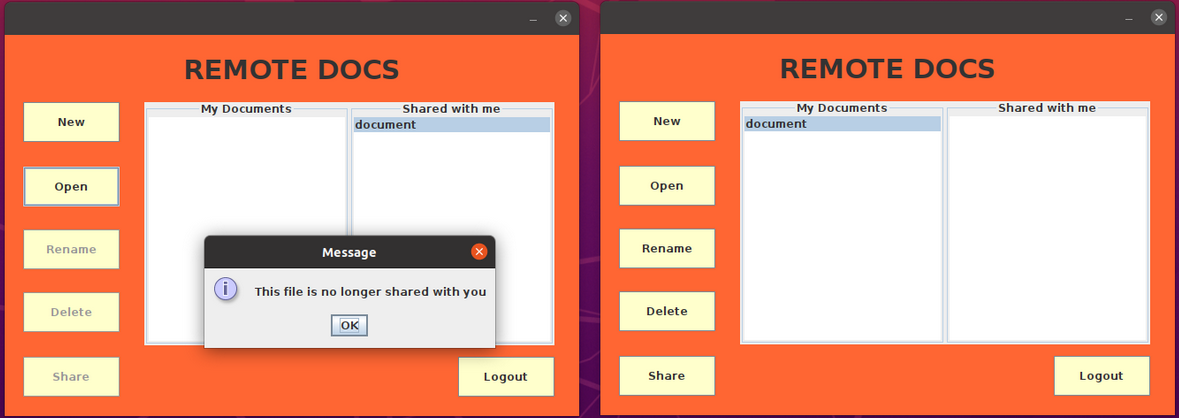 REMOTE DOCS
New
Open
Rename
Delete
Share
My Documents
Shared with me
document
Message
i
This file is no longer shared with you
OK
Logout
REMOTE DOCS
New
Open
Rename
Delete
Share
My Documents
Shared with me
document
Logout